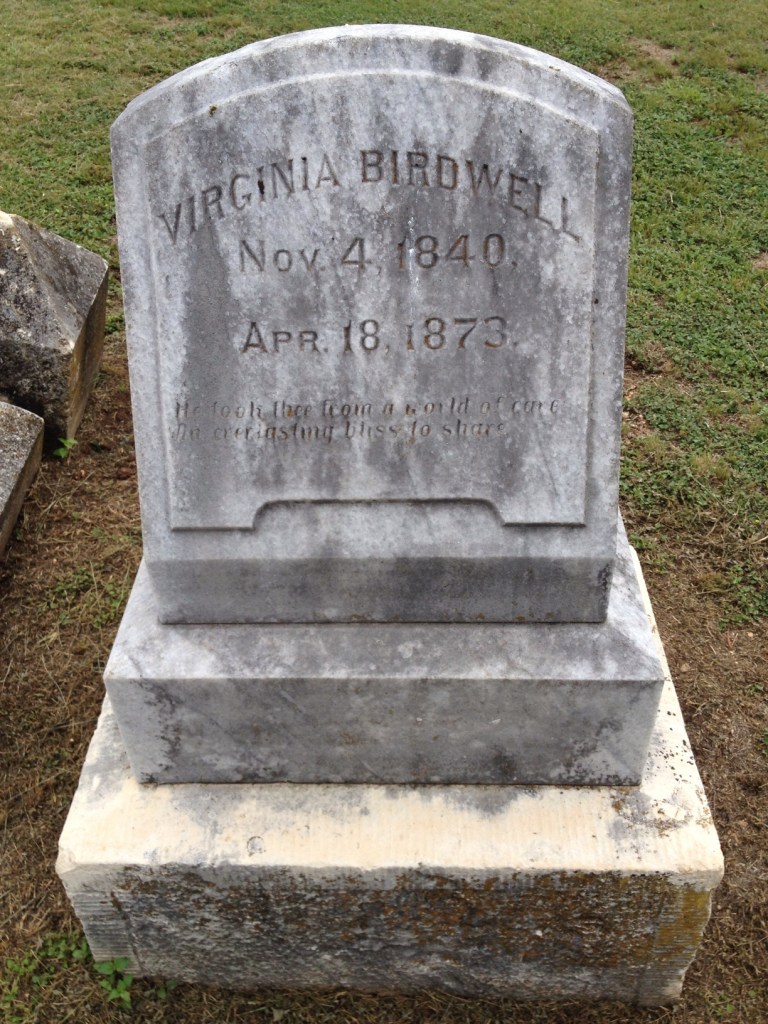 VIRGINIA BIRDWELL
Nov. 4, 1840.
APR. 18, 1873.
He took thee from a world of care
An everlasting bliss to share